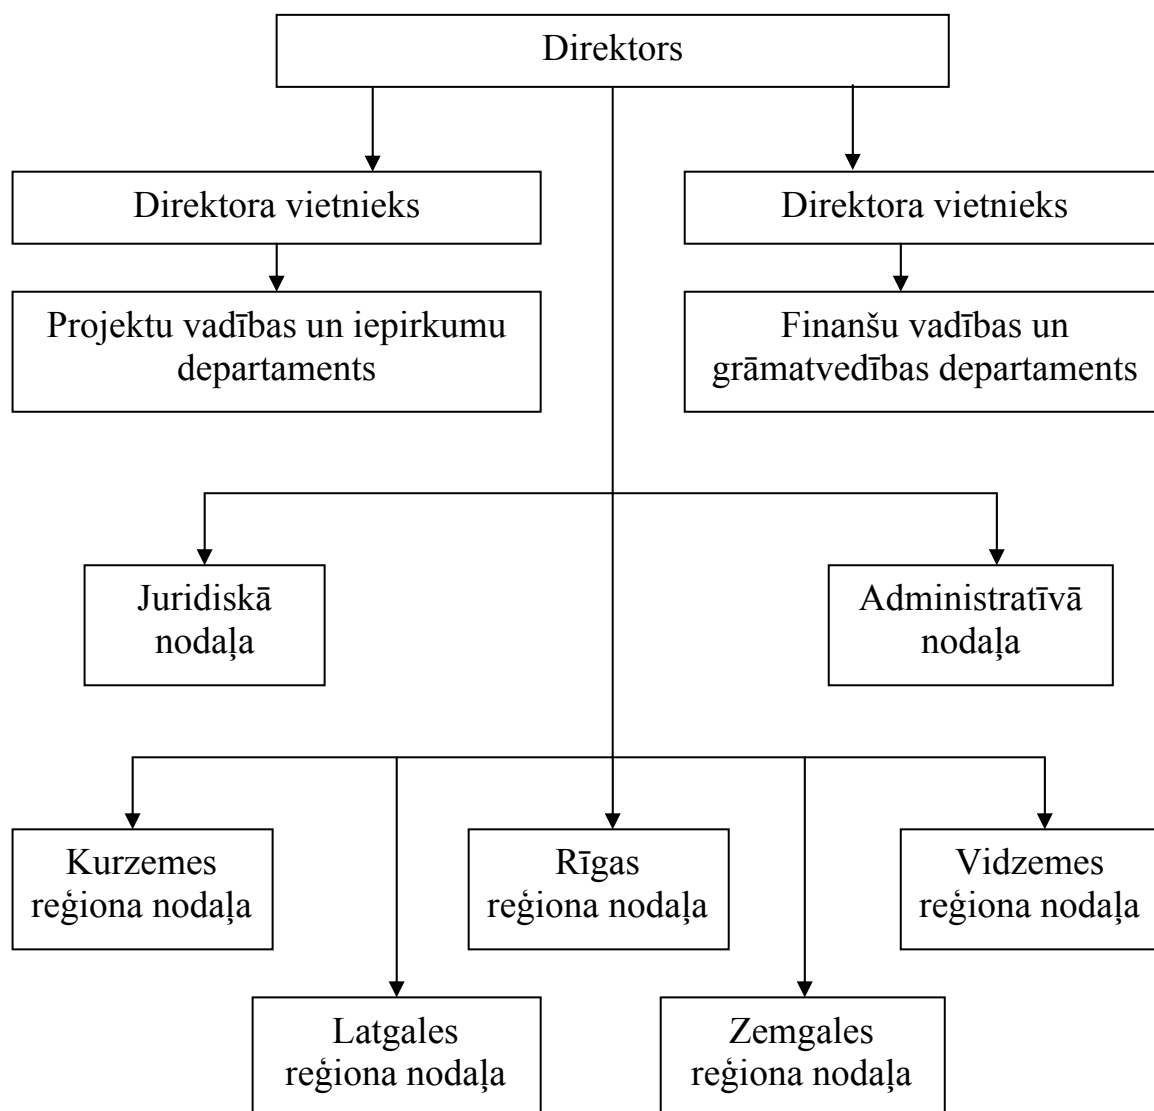 Direktors
Direktora vietnieks
Direktora vietnieks
Projektu vadības un iepirkumu
departaments
Finanšu vadības un
grāmatvedības departaments
Juridiskā
nodaļa
Administratīvā
nodaļa
Kurzemes
reģiona nodaļa
Rīgas
reģiona nodaļa
Vidzemes
reģiona nodaļa
Latgales
reģiona nodaļa
Zemgales
reģiona nodaļa